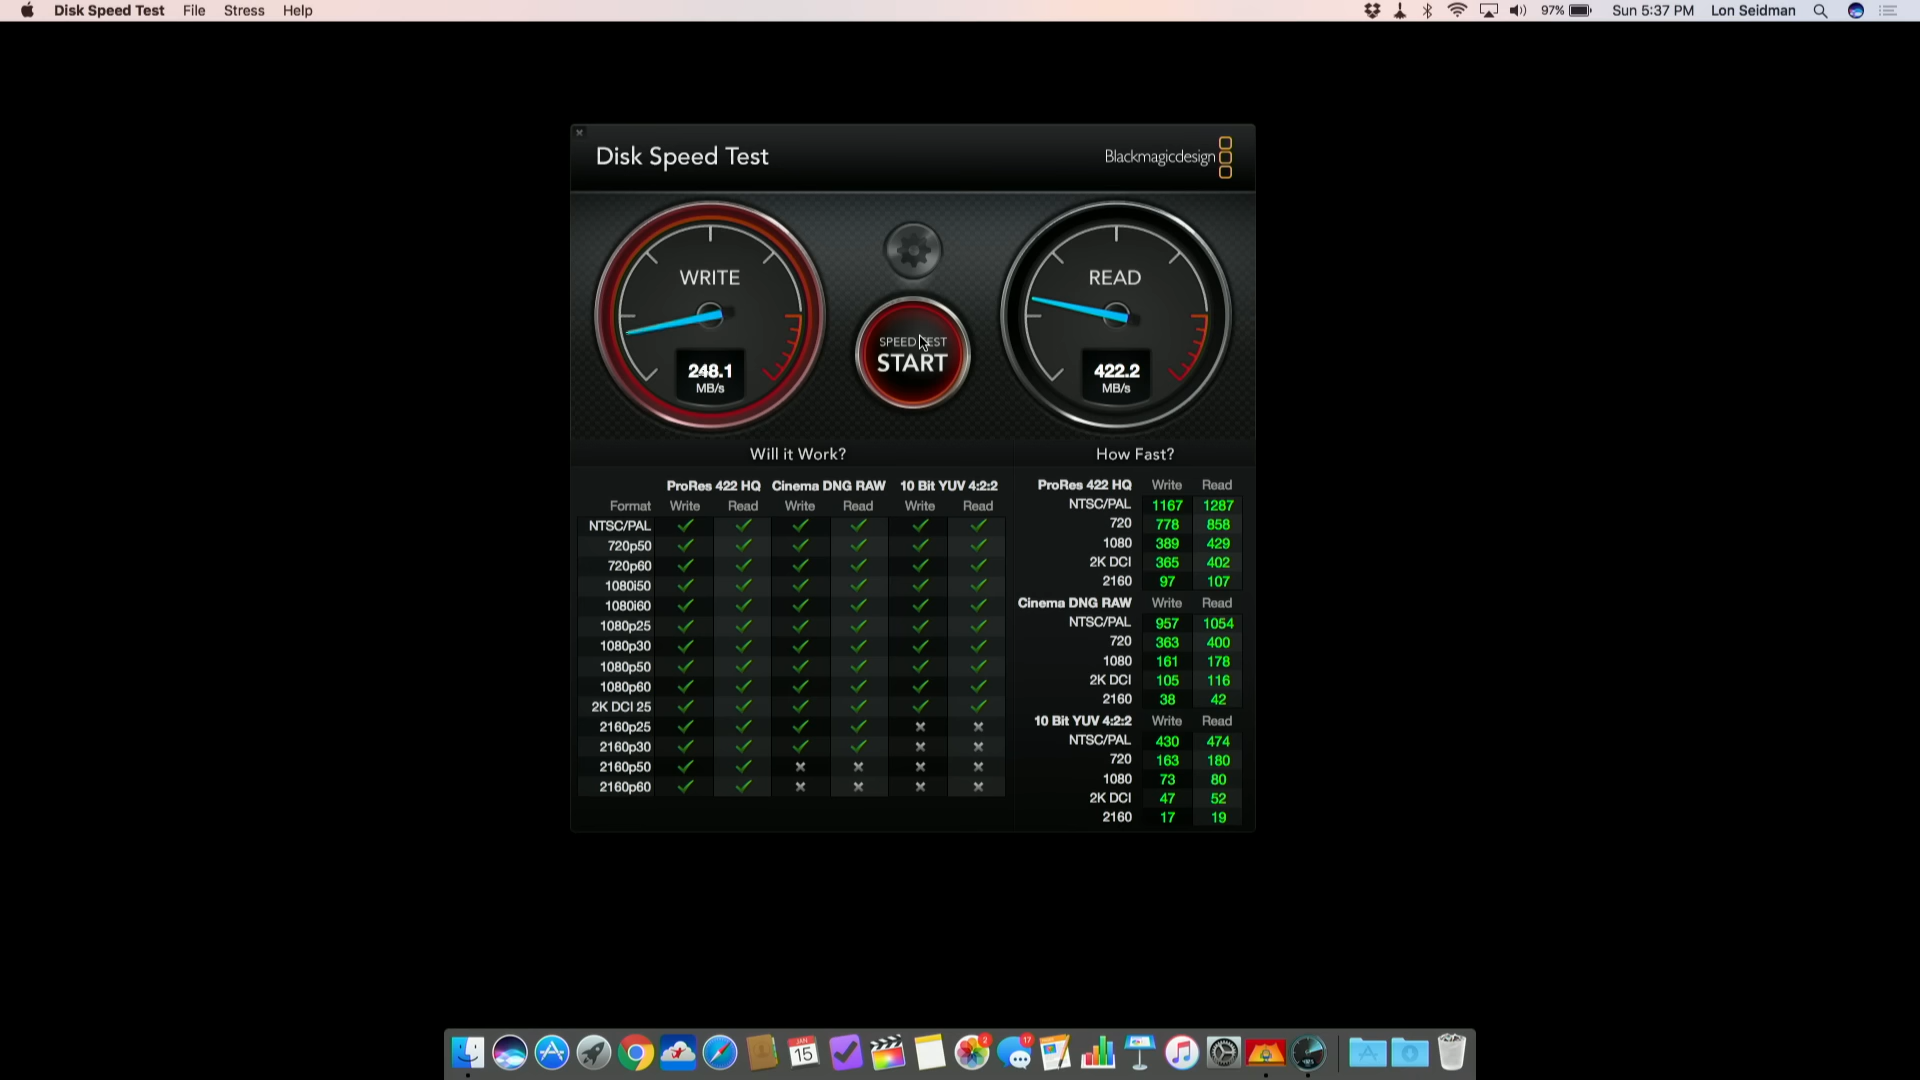 Disk Speed Test File Stress Help 97% Sun 5:37 PM Lon Seidman
Disk Speed Test
Blackmagicdesign
WRITE
248.1
MB/s
SPEED TEST
START
READ
422.2
MB/s
Will it Work?
ProRes 422 HQ Cinema DNG RAW 10 Bit YUV 4:2:2
Format Write Read Write Read Write Read
NTSC/PAL
720p50
720p60
1080i50
1080i60
1080p25
1080p30
1080p50
1080p60
2K DCI 25
2160p25
2160p30
2160p50
2160p60
How Fast?
ProRes 422 HQ Write Read
NTSC/PAL 1167 1287
720 778 858
1080 389 429
2K DCI 365 402
2160 97 107
Cinema DNG RAW Write Read
NTSC/PAL 957 1054
720 363 400
1080 161 178
2K DCI 105 116
2160 38 42
10 Bit YUV 4:2:2 Write Read
NTSC/PAL 430 474
720 163 180
1080 73 80
2K DCI 47 52
2160 17 19
JAN
15
2
17